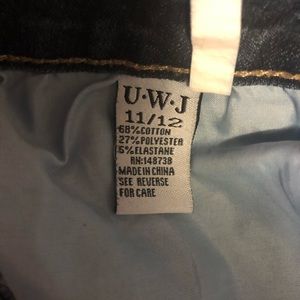 U·W·J
11/12
68%COTTON
27%POLYESTER
5%ELASTANE
RN:148738
MADE IN CHINA
SEE REVERSE
FOR CARE